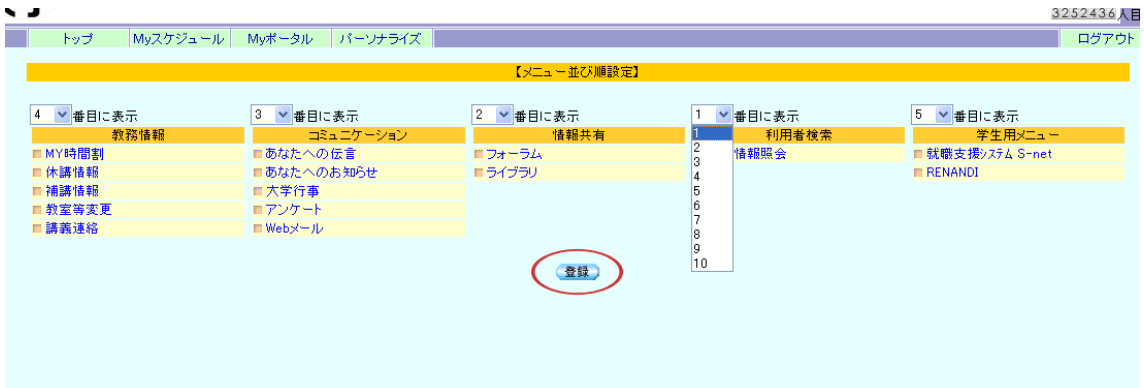 3252436人目
トップ Myスケジュール Myポータル パーソナライズ ログアウト
【メニュー並び順設定】
4 番目に表示 3 番目に表示 2 番目に表示 1 番目に表示 5 番目に表示
教務情報 コミュニケーション 情報共有 利用者検索 学生用メニュー
MY時間割 あなたへの伝言 フォーラム 情報照会 就職支援システム S-net
休講情報 あなたへのお知らせ ライブラリ RENANDI
補講情報 大学行事
教室等変更 アンケート
講義連絡 Webメール
1
2
3
4
5
6
7
8
9
10
登録